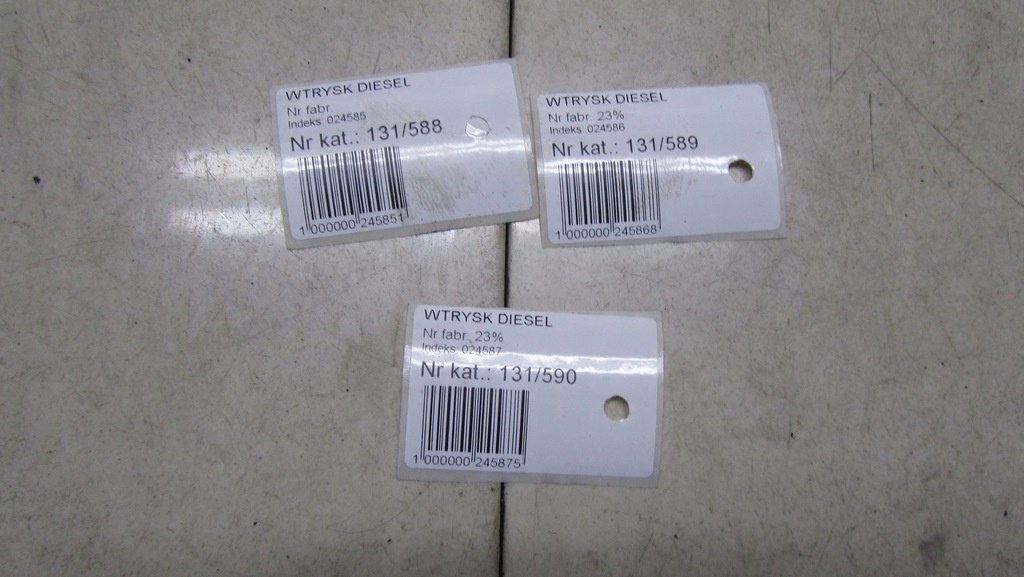 WTRYSK DIESEL
Nr fabr.
Indeks: 024585
Nr kat.: 131/588
1 000000 245851
WTRYSK DIESEL
Nr fabr. 23%
Indeks: 024586
Nr kat.: 131/589
1 000000 245868
WTRYSK DIESEL
Nr fabr. 23%
Indeks: 024587
Nr kat.: 131/590
1 000000 245875